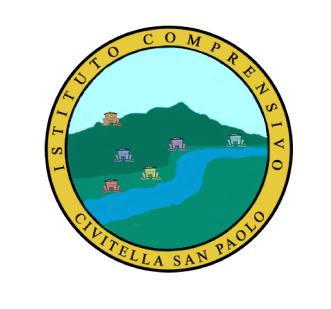 ISTITUTO COMPRENSIVO
CIVITELLA SAN PAOLO